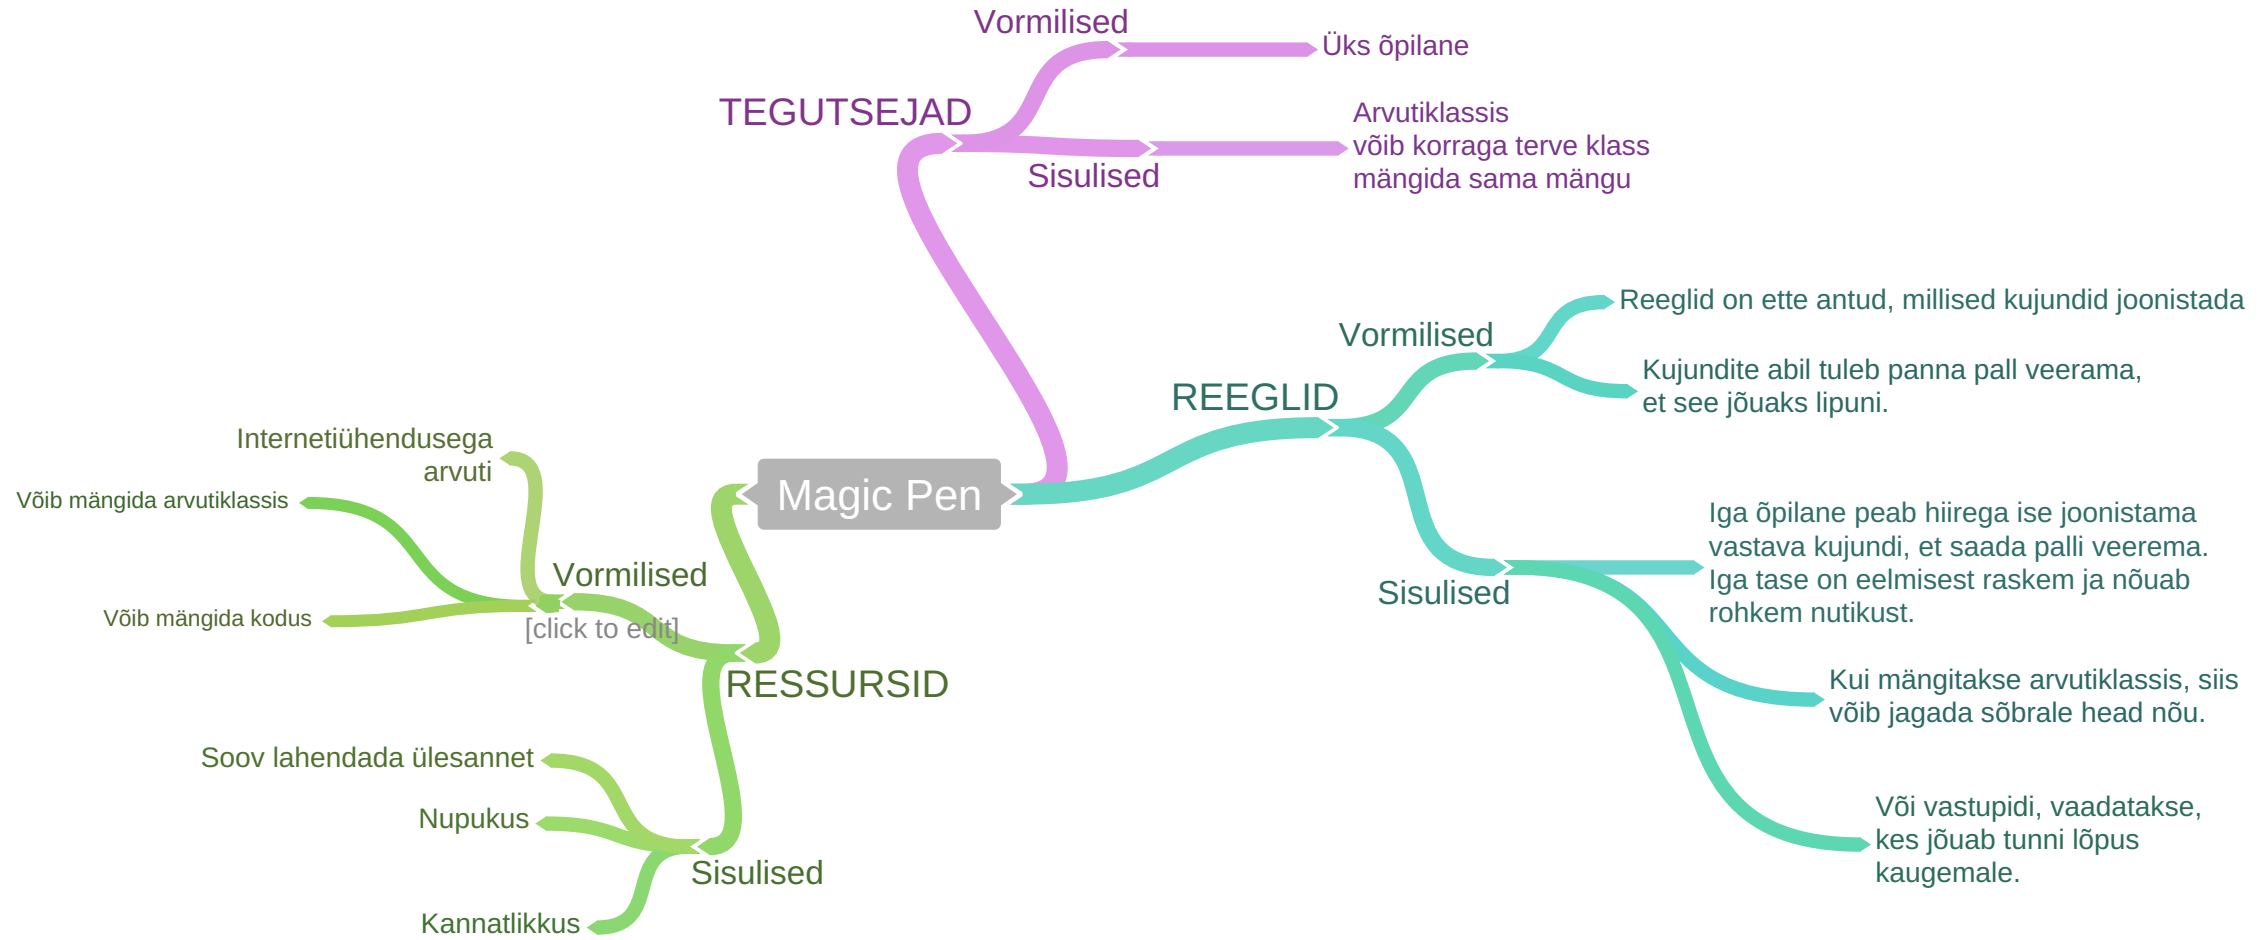 Magic Pen
TEGUTSEJAD
Vormilised
Üks õpilane
Sisulised
Arvutiklassis
võib korraga terve klass
mängida sama mängu
REEGLID
Vormilised
Reeglid on ette antud, millised kujundid joonistada
Kujundite abil tuleb panna pall veerama,
et see jõuaks lipuni.
Sisulised
Iga õpilane peab hiirega ise joonistama
vastava kujundi, et saada palli veerema.
Iga tase on eelmisest raskem ja nõuab
rohkem nutikust.
Kui mängitakse arvutiklassis, siis
võib jagada sõbrale head nõu.
Või vastupidi, vaadatakse,
kes jõuab tunni lõpus
kaugemale.
RESSURSID
Vormilised
[click to edit]
Internetiühendusega
arvuti
Võib mängida arvutiklassis
Võib mängida kodus
Sisulised
Soov lahendada ülesannet
Nupukus
Kannatlikkus